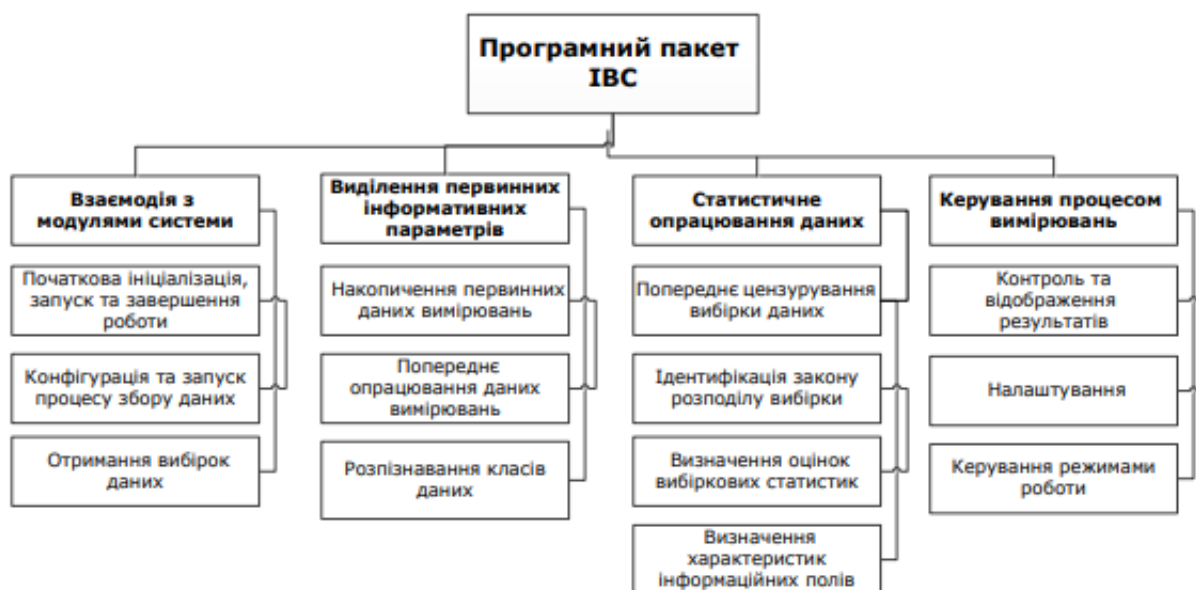 Програмний пакет
ІВС
Взаємодія з
модулями системи
Початкова ініціалізація,
запуск та завершення
роботи
Конфігурація та запуск
процесу збору даних
Отримання вибірок
даних
Виділення первинних
інформативних
параметрів
Накопичення первинних
даних вимірювань
Попереднє
опрацювання даних
вимірювань
Розпізнавання класів
даних
Статистичне
опрацювання даних
Попереднє цензурування
вибірки даних
Ідентифікація закону
розподілу вибірки
Визначення оцінок
вибіркових статистик
Визначення
характеристик
інформаційних полів
Керування процесом
вимірювань
Контроль та
відображення
результатів
Налаштування
Керування режимами
роботи